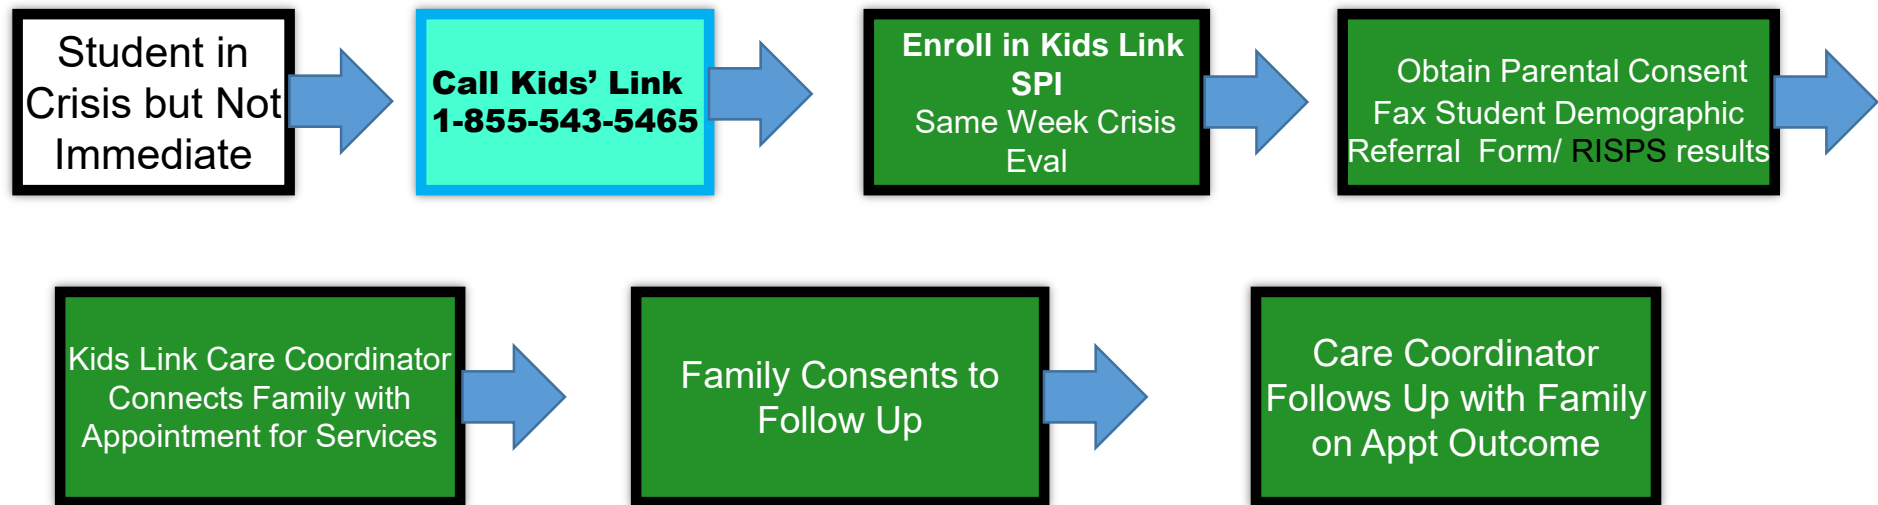 Student in
Crisis but Not
Immediate
Call Kids’ Link
1-855-543-5465
Enroll in Kids Link
SPI
Same Week Crisis
Eval
Obtain Parental Consent
Fax Student Demographic
Referral Form/ RISPS results
Kids Link Care Coordinator
Connects Family with
Appointment for Services
Family Consents to
Follow Up
Care Coordinator
Follows Up with Family
on Appt Outcome